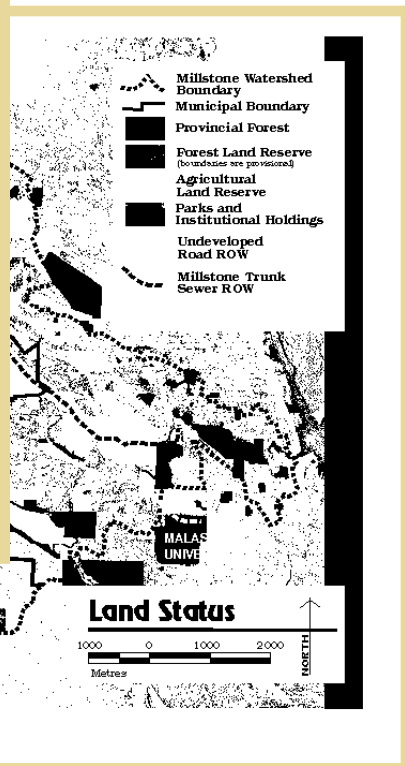 Millstone Watershed
Boundary
Municipal Boundary
Provincial Forest
Forest Land Reserve
(boundaries are provisional)
Agricultural
Land Reserve
Parks and
Institutional Holdings
Undeveloped
Road ROW
Millstone Trunk
Sewer ROW
MALAS
UNIVE
Land Status
1000 0 1000 2000
Metres
NORTH